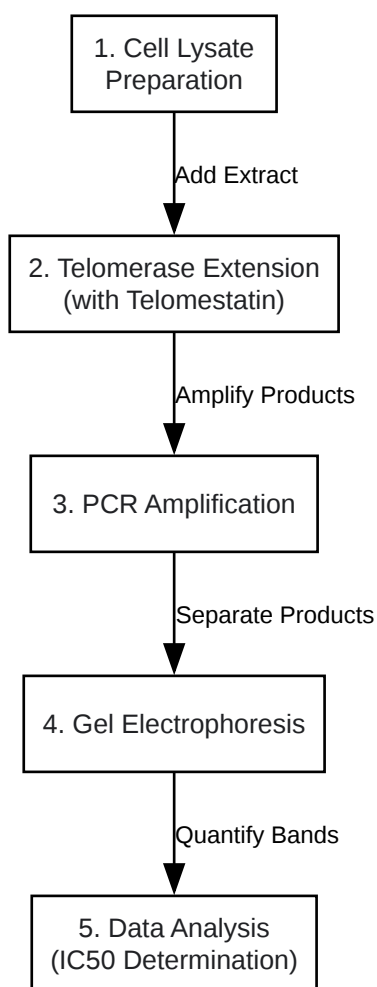 1. Cell Lysate
Preparation
Add Extract
2. Telomerase Extension
(with Telomestatin)
Amplify Products
3. PCR Amplification
Separate Products
4. Gel Electrophoresis
Quantify Bands
5. Data Analysis
(IC50 Determination)